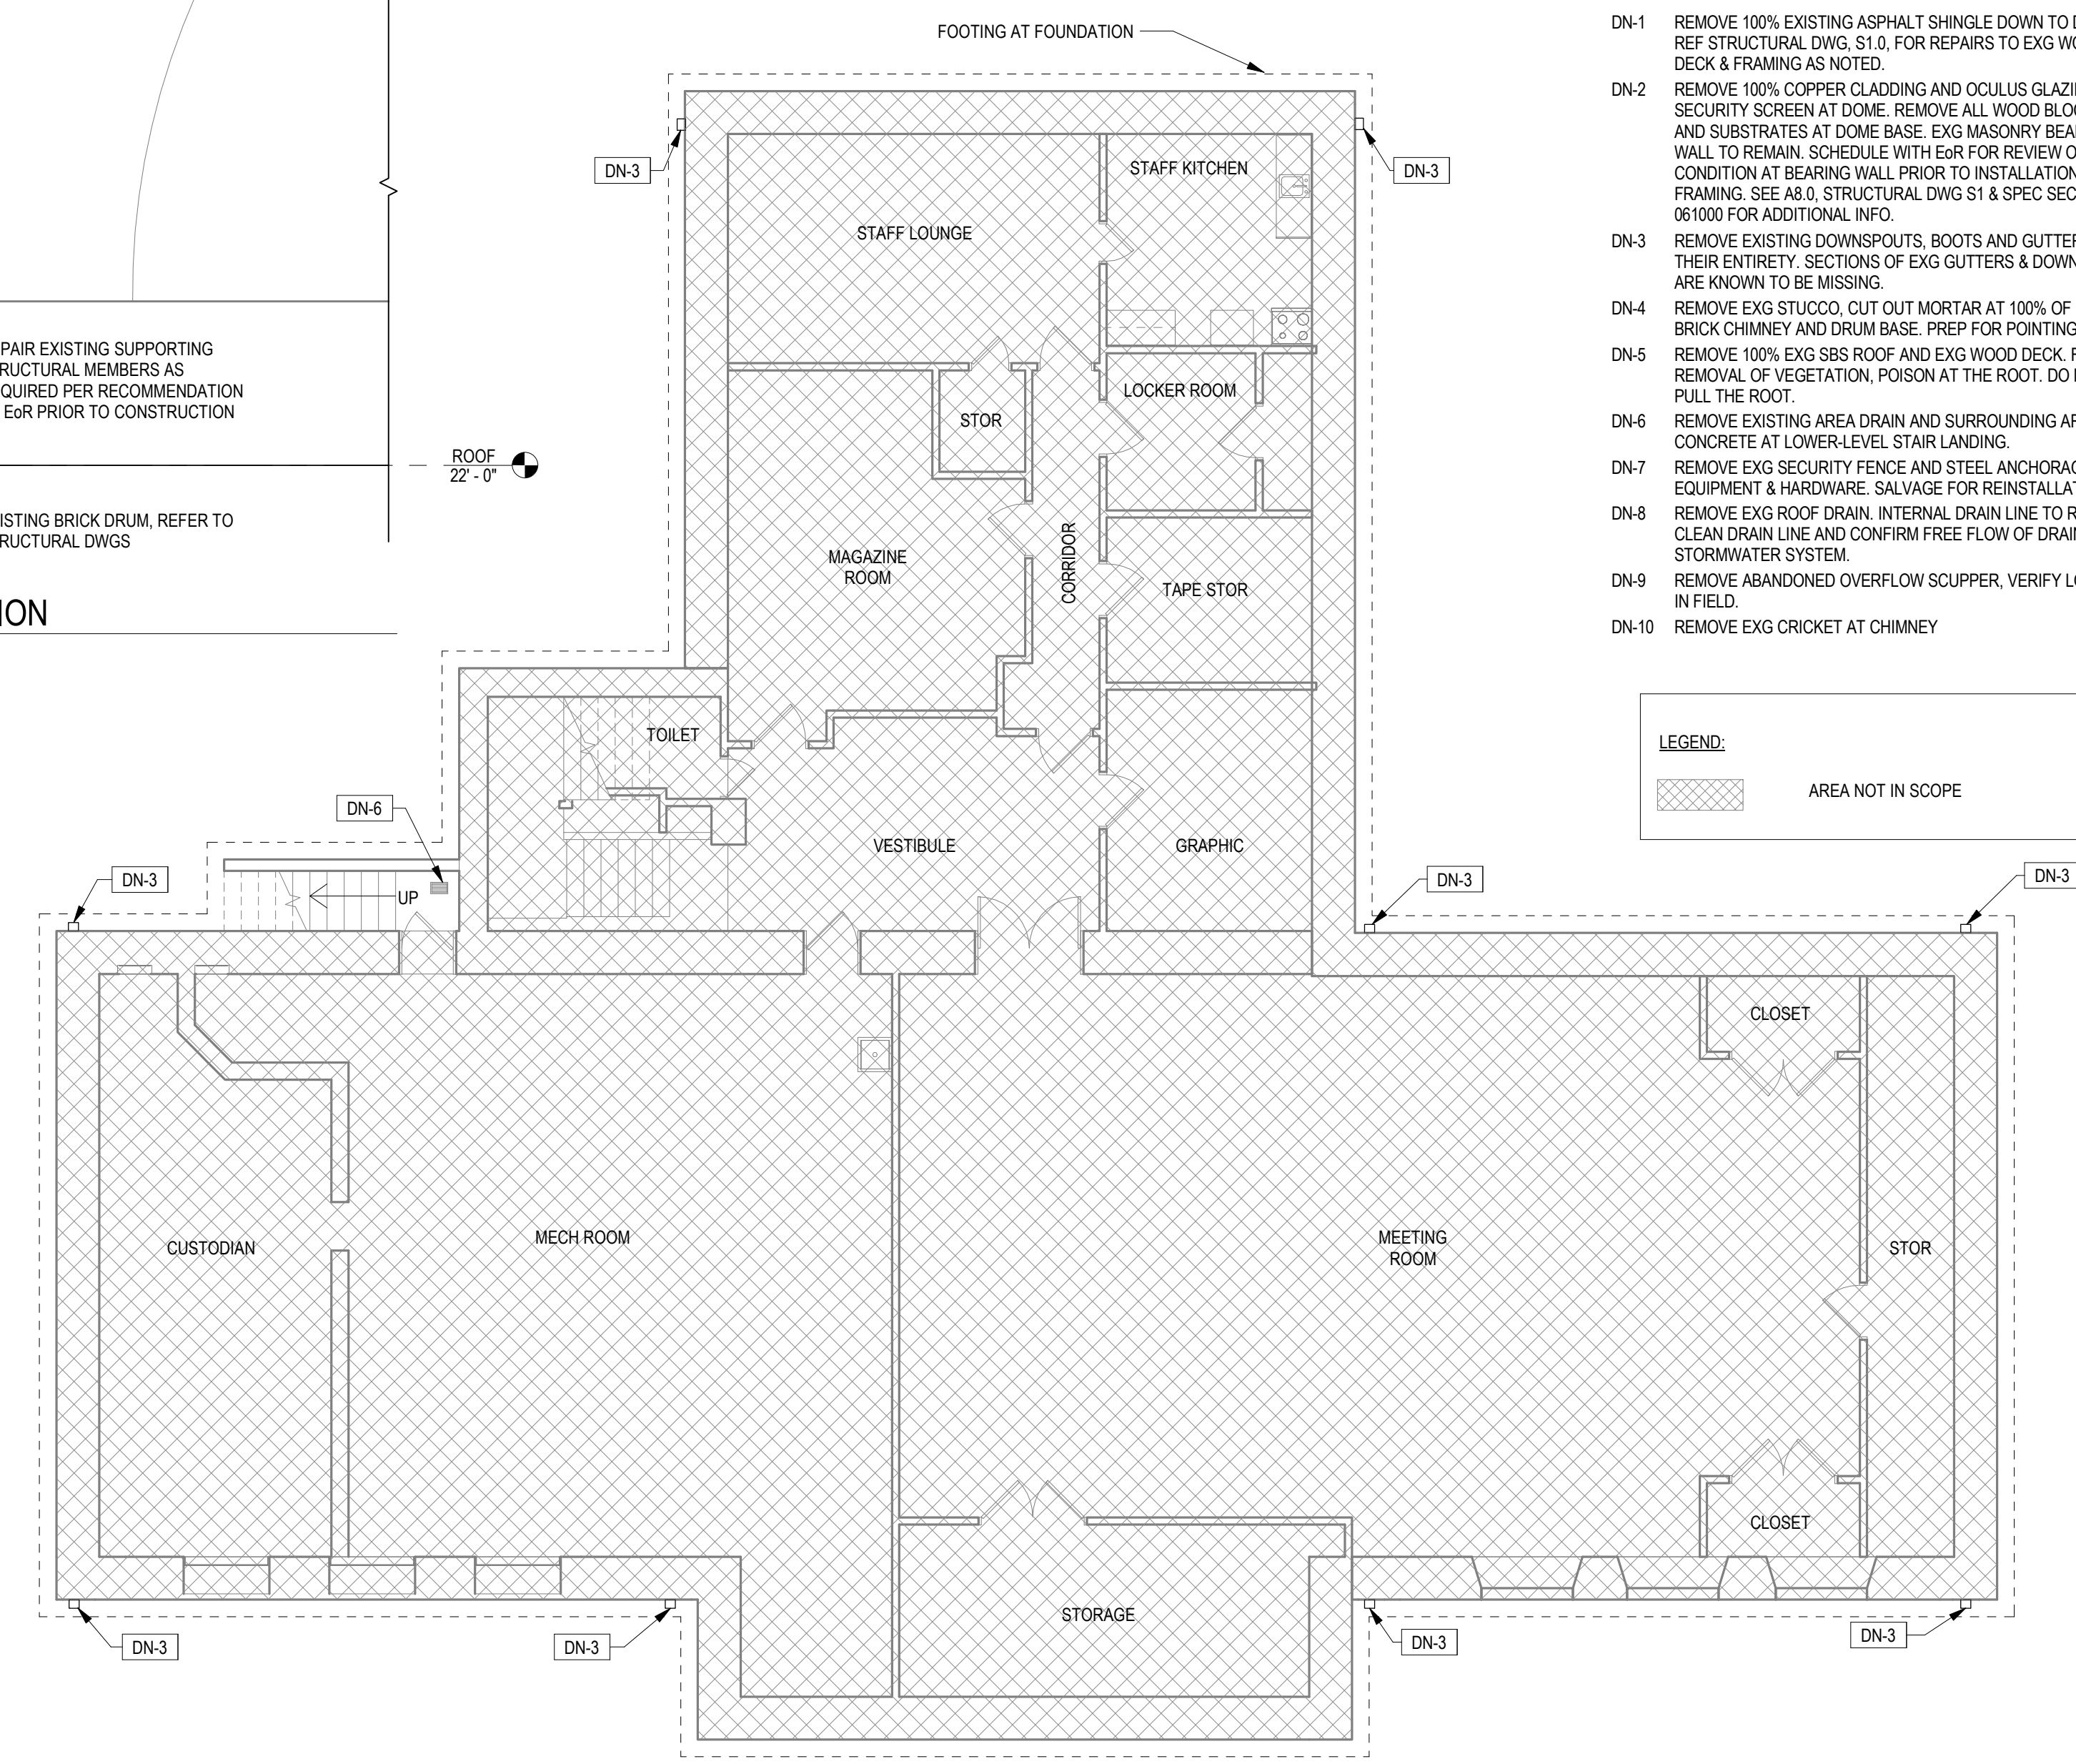 PAIR EXISTING SUPPORTING
RUCTURAL MEMBERS AS
QUIRED PER RECOMMENDATION
EoR PRIOR TO CONSTRUCTION
ROOF
22' - 0"
ISTING BRICK DRUM, REFER TO
RUCTURAL DWGS
ION
FOOTING AT FOUNDATION
DN-3
DN-3
STAFF LOUNGE
STAFF KITCHEN
STOR
LOCKER ROOM
MAGAZINE
ROOM
CORRIDOR
TAPE STOR
TOILET
DN-6
VESTIBULE
GRAPHIC
DN-3
UP
DN-3
DN-3
CLOSET
CUSTODIAN
MECH ROOM
MEETING
ROOM
STOR
CLOSET
STORAGE
DN-3
DN-3
DN-3
DN-3
DN-1 REMOVE 100% EXISTING ASPHALT SHINGLE DOWN TO
REF STRUCTURAL DWG, S1.0, FOR REPAIRS TO EXG
DECK & FRAMING AS NOTED.
DN-2 REMOVE 100% COPPER CLADDING AND OCULUS
SECURITY SCREEN AT DOME. REMOVE ALL WOOD
AND SUBSTRATES AT DOME BASE. EXG MASONRY
WALL TO REMAIN. SCHEDULE WITH EoR FOR REVIEW
CONDITION AT BEARING WALL PRIOR TO INSTALLATION
FRAMING. SEE A8.0, STRUCTURAL DWG S1 & SPEC
061000 FOR ADDITIONAL INFO.
DN-3 REMOVE EXISTING DOWNSPOUTS, BOOTS AND
THEIR ENTIRETY. SECTIONS OF EXG GUTTERS &
ARE KNOWN TO BE MISSING.
DN-4 REMOVE EXG STUCCO, CUT OUT MORTAR AT 100% OF
BRICK CHIMNEY AND DRUM BASE. PREP FOR POINTING
DN-5 REMOVE 100% EXG SBS ROOF AND EXG WOOD DECK.
REMOVAL OF VEGETATION, POISON AT THE ROOT. DO
PULL THE ROOT.
DN-6 REMOVE EXISTING AREA DRAIN AND SURROUNDING
CONCRETE AT LOWER-LEVEL STAIR LANDING.
DN-7 REMOVE EXG SECURITY FENCE AND STEEL
EQUIPMENT & HARDWARE. SALVAGE FOR
DN-8 REMOVE EXG ROOF DRAIN. INTERNAL DRAIN LINE TO
CLEAN DRAIN LINE AND CONFIRM FREE FLOW OF
STORMWATER SYSTEM.
DN-9 REMOVE ABANDONED OVERFLOW SCUPPER, VERIFY
IN FIELD.
DN-10 REMOVE EXG CRICKET AT CHIMNEY
LEGEND:
AREA NOT IN SCOPE